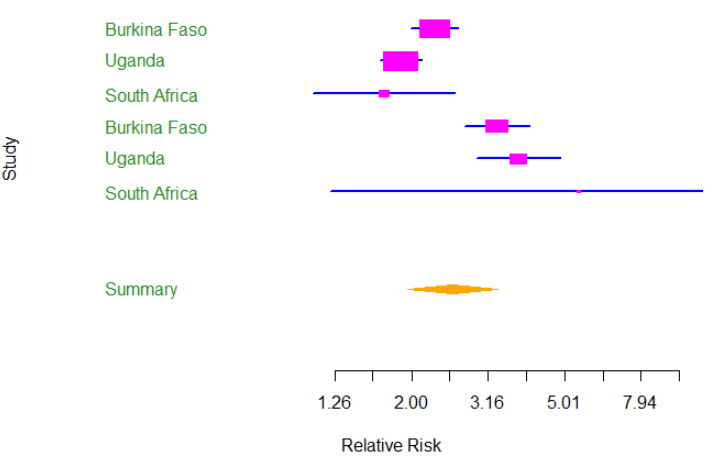 Burkina Faso
Uganda
South Africa
Burkina Faso
Uganda
South Africa
Study
Summary
1.26 2.00 3.16 5.01 7.94
Relative Risk